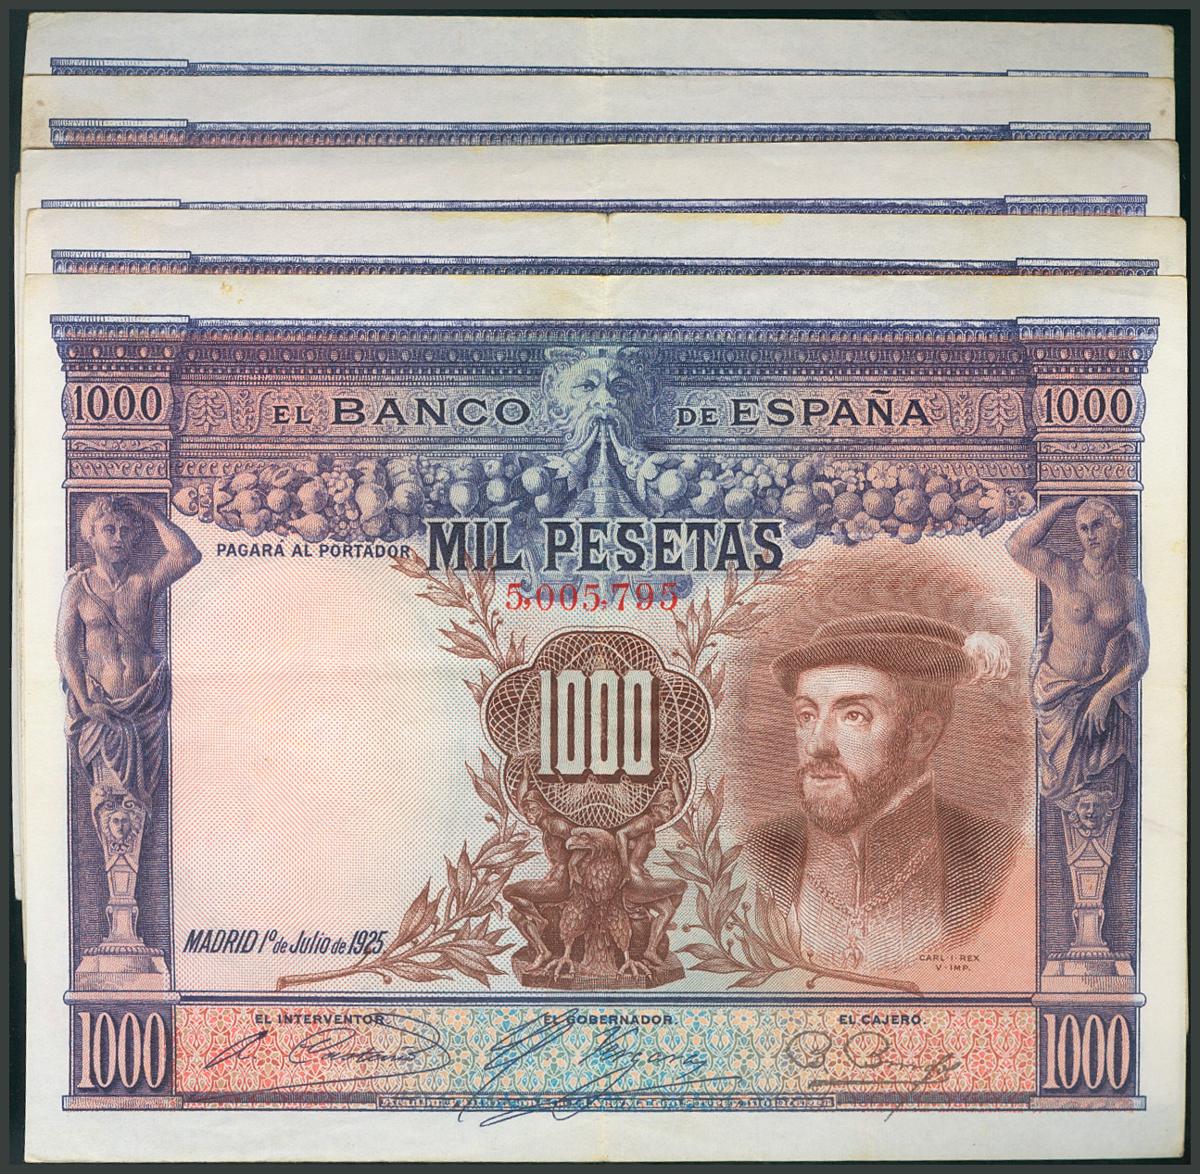 1000 EL BANCO DE ESPAÑA 1000
PAGARA AL PORTADOR MIL PESETAS
5,005,795
1000
MADRID 1º de Julio de 1925
CARL·I·REX
V·IMP.
1000 EL INTERVENTOR, EL GOBERNADOR. EL CAJERO. 1000